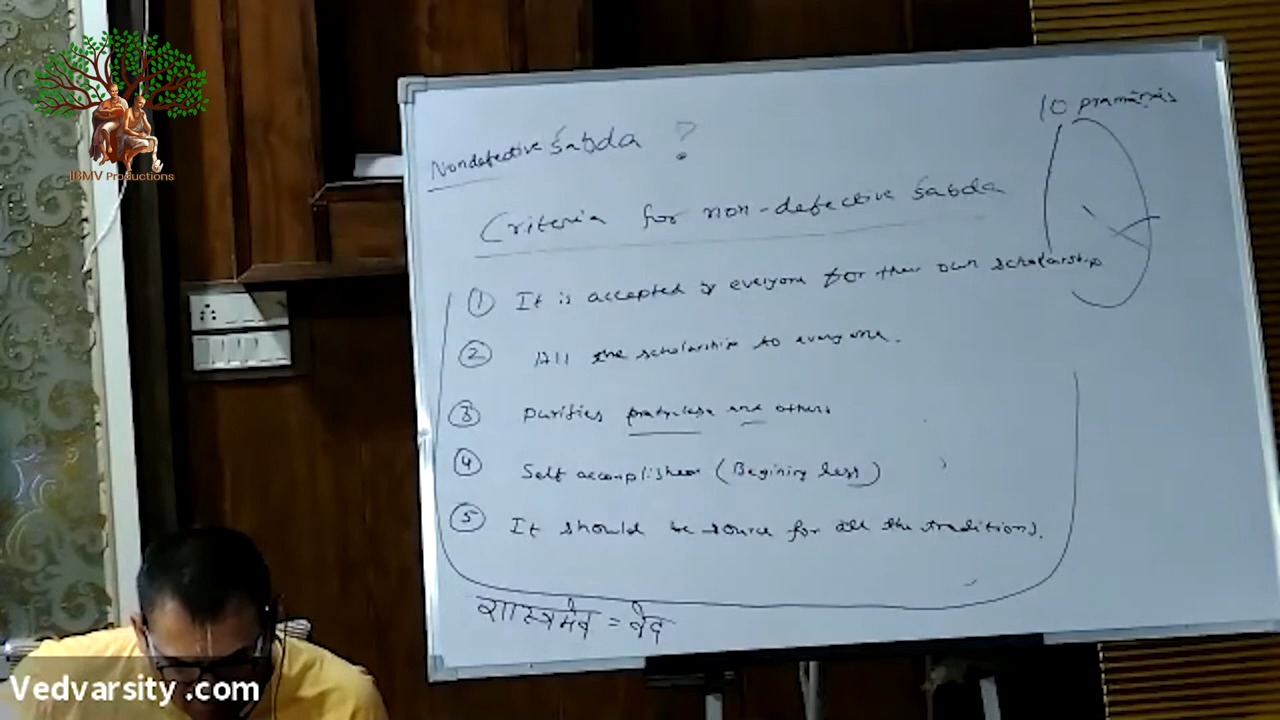 IBMV Productions
10 pramāṇas
Nondefective Śabda ?
Criteria for non-defective śabda
① It is accepted by everyone for their own scholarship
② All the scholarship to everyone.
③ Purifies pratyakṣa and others
④ Self accomplished (Begining less)
⑤ It should be source for all the traditions.
शास्त्रमेव = वेद
Vedvarsity .com